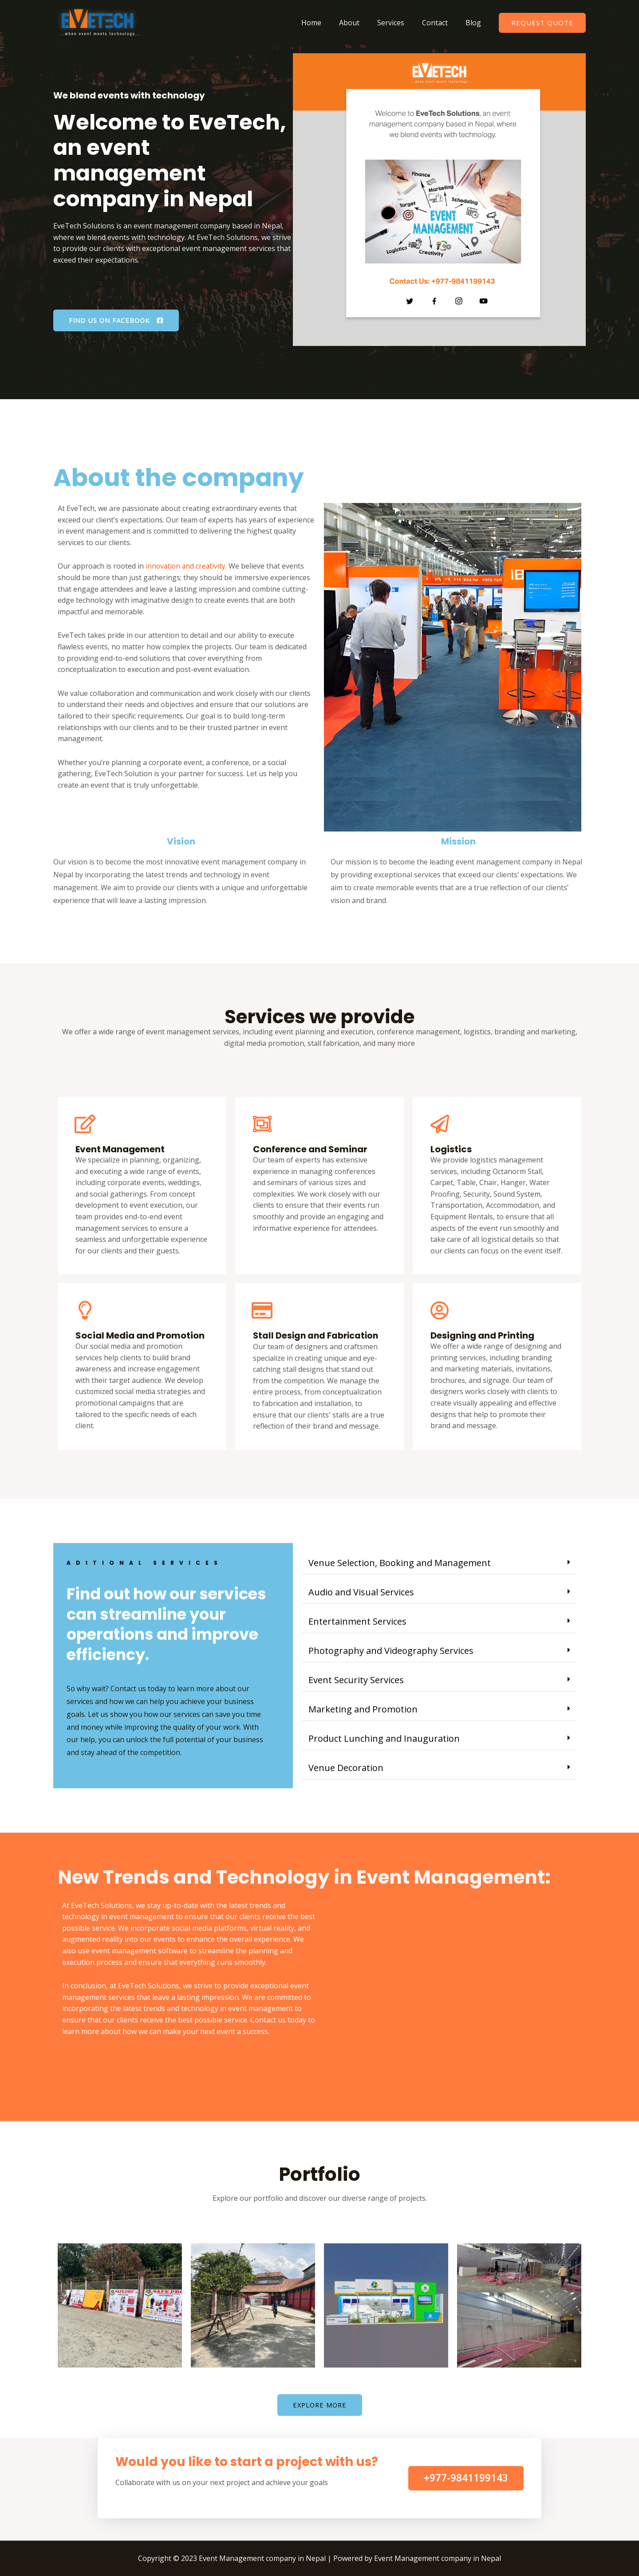 EVETECH
...when event meets technology...
Home
About
Services
Contact
Blog
REQUEST QUOTE
We blend events with technology
Welcome to EveTech,
an event
management
company in Nepal
EveTech Solutions is an event management company based in Nepal,
where we blend events with technology. At EveTech Solutions, we strive
to provide our clients with exceptional event management services that
exceed their expectations.
FIND US ON FACEBOOK
EVETECH
Welcome to EveTech Solutions, an event
management company based in Nepal, where
we blend events with technology.
Finance
Marketing
Target
Scheduling
EVENT
MANAGEMENT
Logistics
Creativity
Location
Contact Us: +977-9841199143
About the company
At EveTech, we are passionate about creating extraordinary events that
exceed our client's expectations. Our team of experts has years of experience
in event management and is committed to delivering the highest quality
services to our clients.
Our approach is rooted in innovation and creativity. We believe that events
should be more than just gatherings; they should be immersive experiences
that engage attendees and leave a lasting impression and combine cutting-
edge technology with imaginative design to create events that are both
impactful and memorable.
EveTech takes pride in our attention to detail and our ability to execute
flawless events, no matter how complex the projects. Our team is dedicated
to providing end-to-end solutions that cover everything from
conceptualization to execution and post-event evaluation.
We value collaboration and communication and work closely with our clients
to understand their needs and objectives and ensure that our solutions are
tailored to their specific requirements. Our goal is to build long-term
relationships with our clients and to be their trusted partner in event
management.
Whether you're planning a corporate event, a conference, or a social
gathering, EveTech Solution is your partner for success. Let us help you
create an event that is truly unforgettable.
Vision
Our vision is to become the most innovative event management company in
Nepal by incorporating the latest trends and technology in event
management. We aim to provide our clients with a unique and unforgettable
experience that will leave a lasting impression.
Mission
Our mission is to become the leading event management company in Nepal
by providing exceptional services that exceed our clients' expectations. We
aim to create memorable events that are a true reflection of our clients'
vision and brand.
Services we provide
We offer a wide range of event management services, including event planning and execution, conference management, logistics, branding and marketing,
digital media promotion, stall fabrication, and many more
Event Management
We specialize in planning, organizing,
and executing a wide range of events,
including corporate events, weddings,
and social gatherings. From concept
development to event execution, our
team provides end-to-end event
management services to ensure a
seamless and unforgettable experience
for our clients and their guests.
Conference and Seminar
Our team of experts has extensive
experience in managing conferences
and seminars of various sizes and
complexities. We work closely with our
clients to ensure that their events run
smoothly and provide an engaging and
informative experience for attendees.
Logistics
We provide logistics management
services, including Octanorm Stall,
Carpet, Table, Chair, Hanger, Water
Proofing, Security, Sound System,
Transportation, Accommodation, and
Equipment Rentals, to ensure that all
aspects of the event run smoothly and
take care of all logistical details so that
our clients can focus on the event itself.
Social Media and Promotion
Our social media and promotion
services help clients to build brand
awareness and increase engagement
with their target audience. We develop
customized social media strategies and
promotional campaigns that are
tailored to the specific needs of each
client.
Stall Design and Fabrication
Our team of designers and craftsmen
specialize in creating unique and eye-
catching stall designs that stand out
from the competition. We manage the
entire process, from conceptualization
to fabrication and installation, to
ensure that our clients' stalls are a true
reflection of their brand and message.
Designing and Printing
We offer a wide range of designing and
printing services, including branding
and marketing materials, invitations,
brochures, and signage. Our team of
designers works closely with clients to
create visually appealing and effective
designs that help to promote their
brand and message.
ADITIONAL SERVICES
Find out how our services
can streamline your
operations and improve
efficiency.
So why wait? Contact us today to learn more about our
services and how we can help you achieve your business
goals. Let us show you how our services can save you time
and money while improving the quality of your work. With
our help, you can unlock the full potential of your business
and stay ahead of the competition.
Venue Selection, Booking and Management
Audio and Visual Services
Entertainment Services
Photography and Videography Services
Event Security Services
Marketing and Promotion
Product Lunching and Inauguration
Venue Decoration
New Trends and Technology in Event Management:
At EveTech Solutions, we stay up-to-date with the latest trends and
technology in event management to ensure that our clients receive the best
possible service. We incorporate social media platforms, virtual reality, and
augmented reality into our events to enhance the overall experience. We
also use event management software to streamline the planning and
execution process and ensure that everything runs smoothly.
In conclusion, at EveTech Solutions, we strive to provide exceptional event
management services that leave a lasting impression. We are committed to
incorporating the latest trends and technology in event management to
ensure that our clients receive the best possible service. Contact us today to
learn more about how we can make your next event a success.
Portfolio
Explore our portfolio and discover our diverse range of projects.
EXPLORE MORE
Would you like to start a project with us?
Collaborate with us on your next project and achieve your goals
+977-9841199143
Copyright © 2023 Event Management company in Nepal | Powered by Event Management company in Nepal